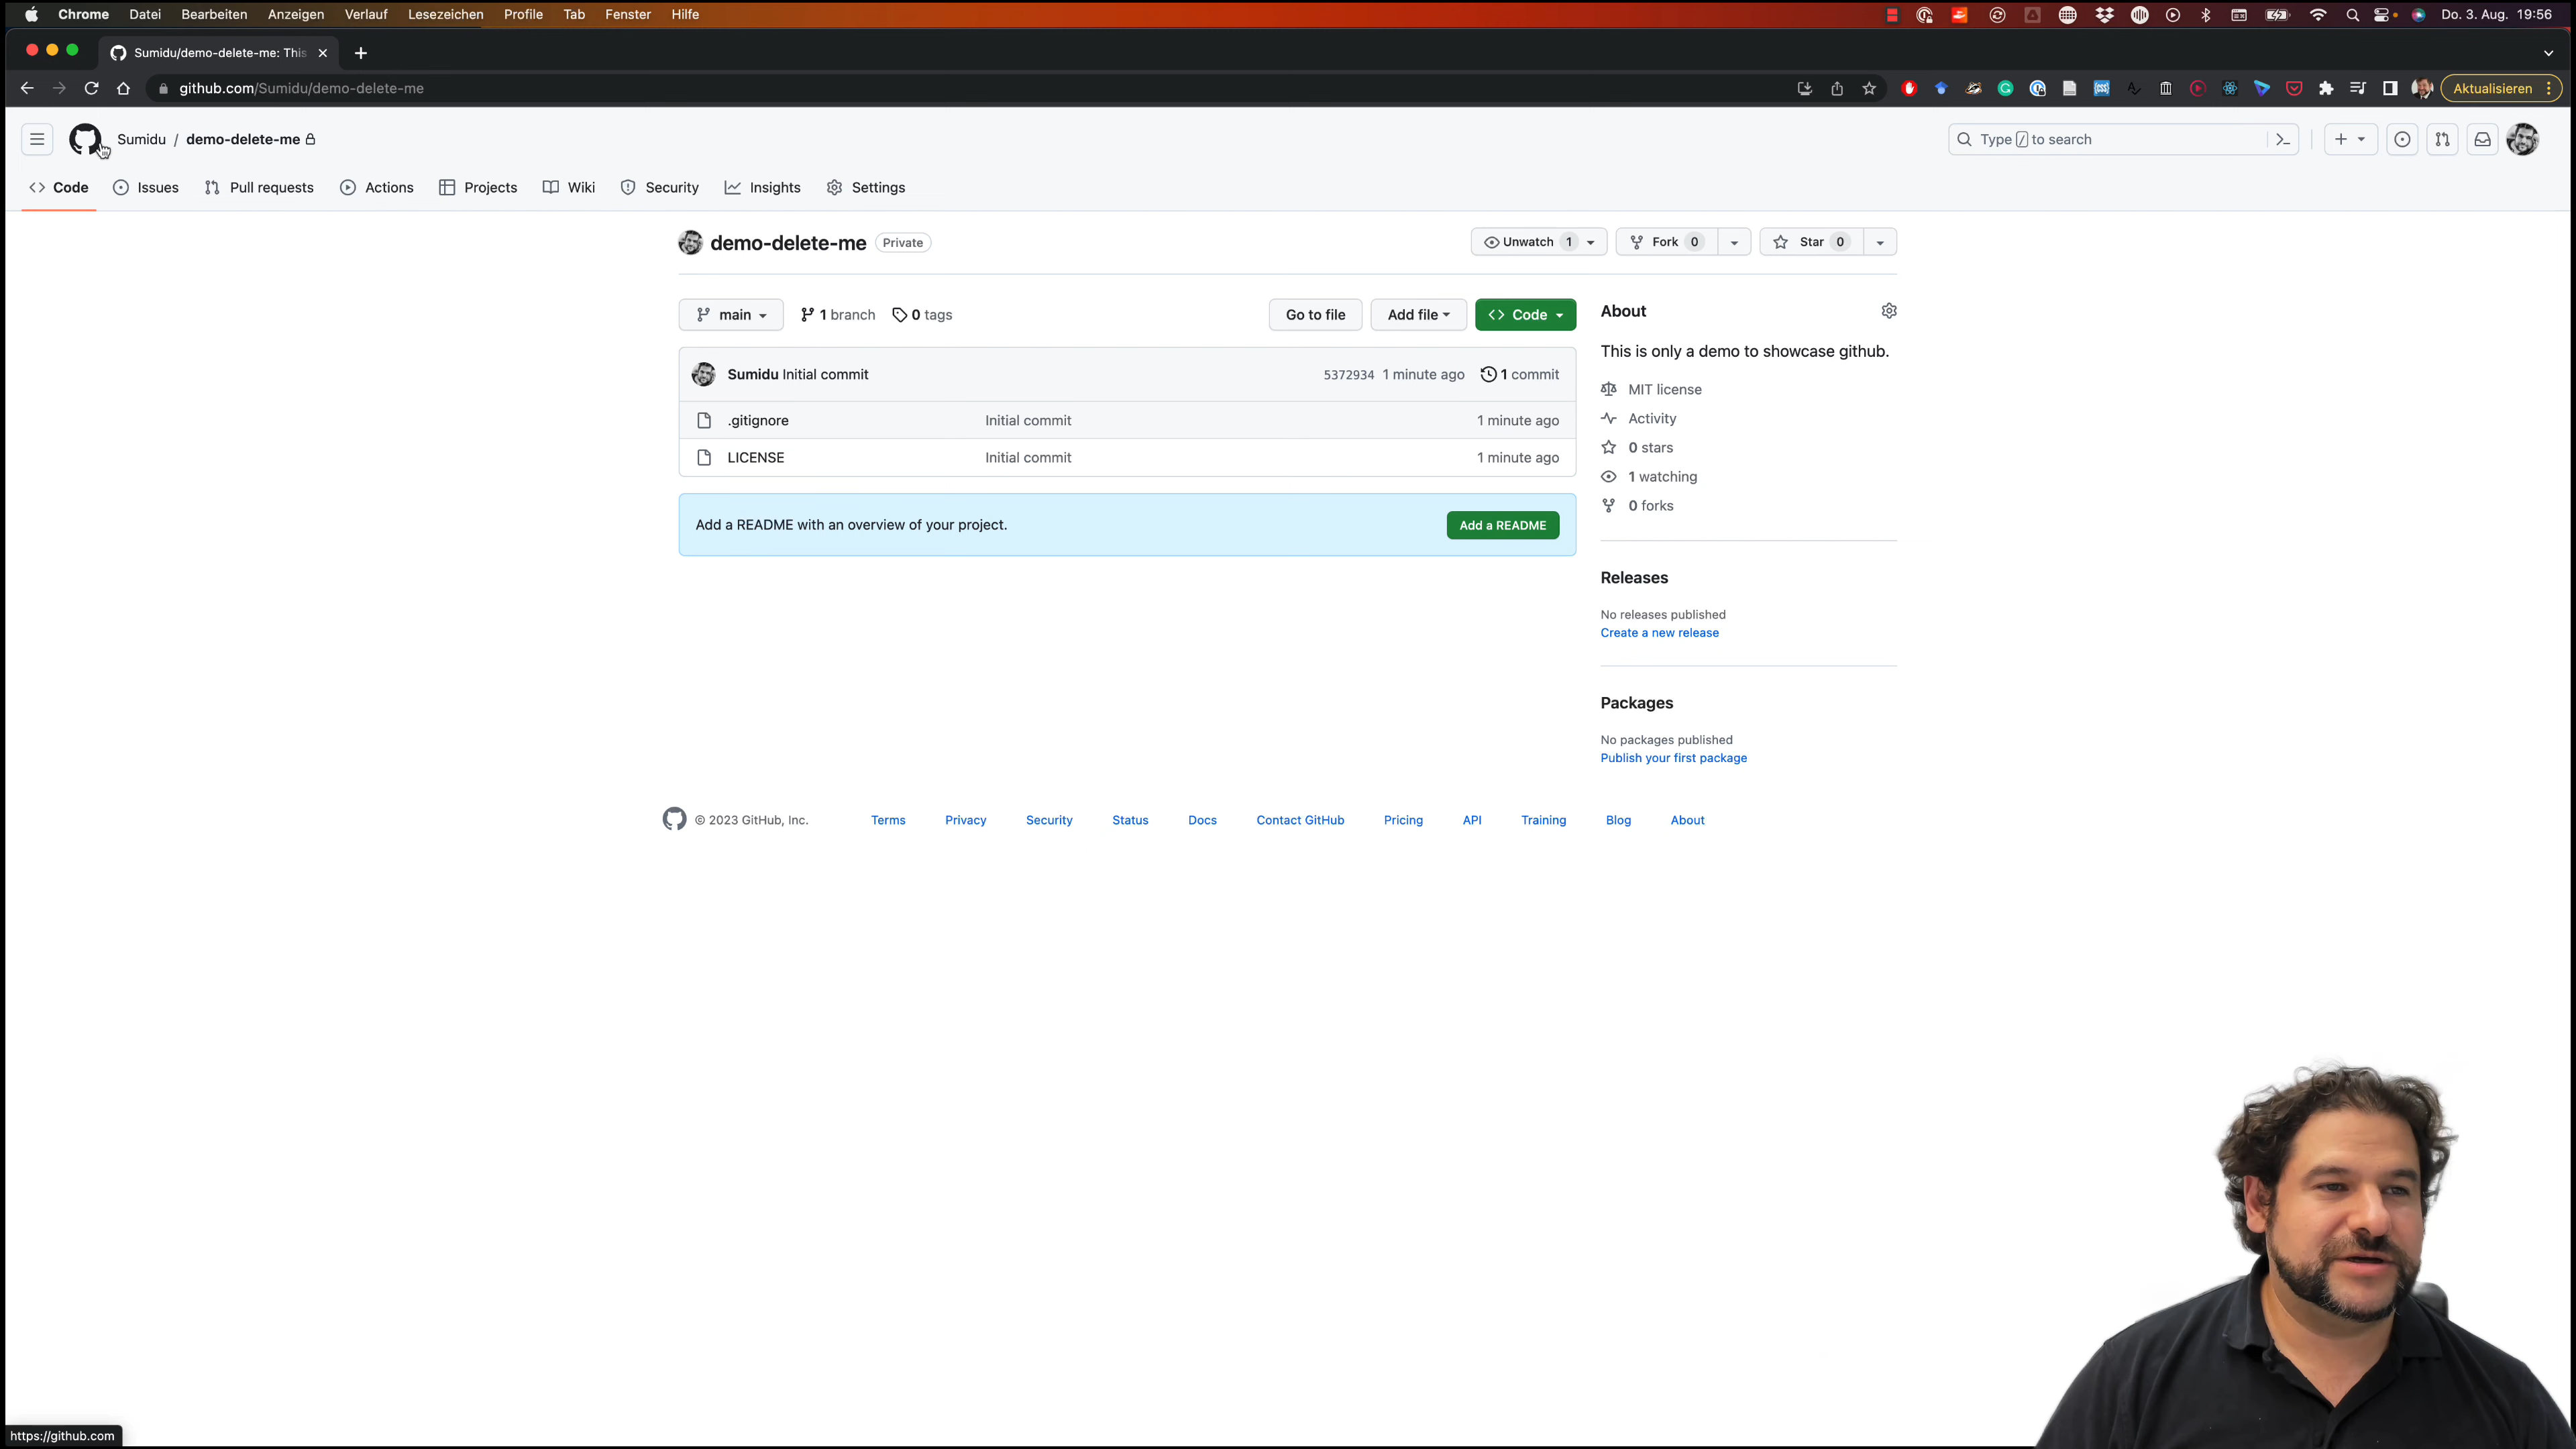 Chrome Datei Bearbeiten Anzeigen Verlauf Lesezeichen Profile Tab Fenster Hilfe Do. 3. Aug. 19:56
Sumidu/demo-delete-me: This
github.com/Sumidu/demo-delete-me Aktualisieren
Sumidu / demo-delete-me Type / to search
Code Issues Pull requests Actions Projects Wiki Security Insights Settings
demo-delete-me Private Unwatch 1 Fork 0 Star 0
main 1 branch 0 tags Go to file Add file Code
Sumidu Initial commit 5372934 1 minute ago 1 commit
.gitignore Initial commit 1 minute ago
LICENSE Initial commit 1 minute ago
Add a README with an overview of your project. Add a README
About
This is only a demo to showcase github.
MIT license
Activity
0 stars
1 watching
0 forks
Releases
No releases published
Create a new release
Packages
No packages published
Publish your first package
© 2023 GitHub, Inc. Terms Privacy Security Status Docs Contact GitHub Pricing API Training Blog About
https://github.com